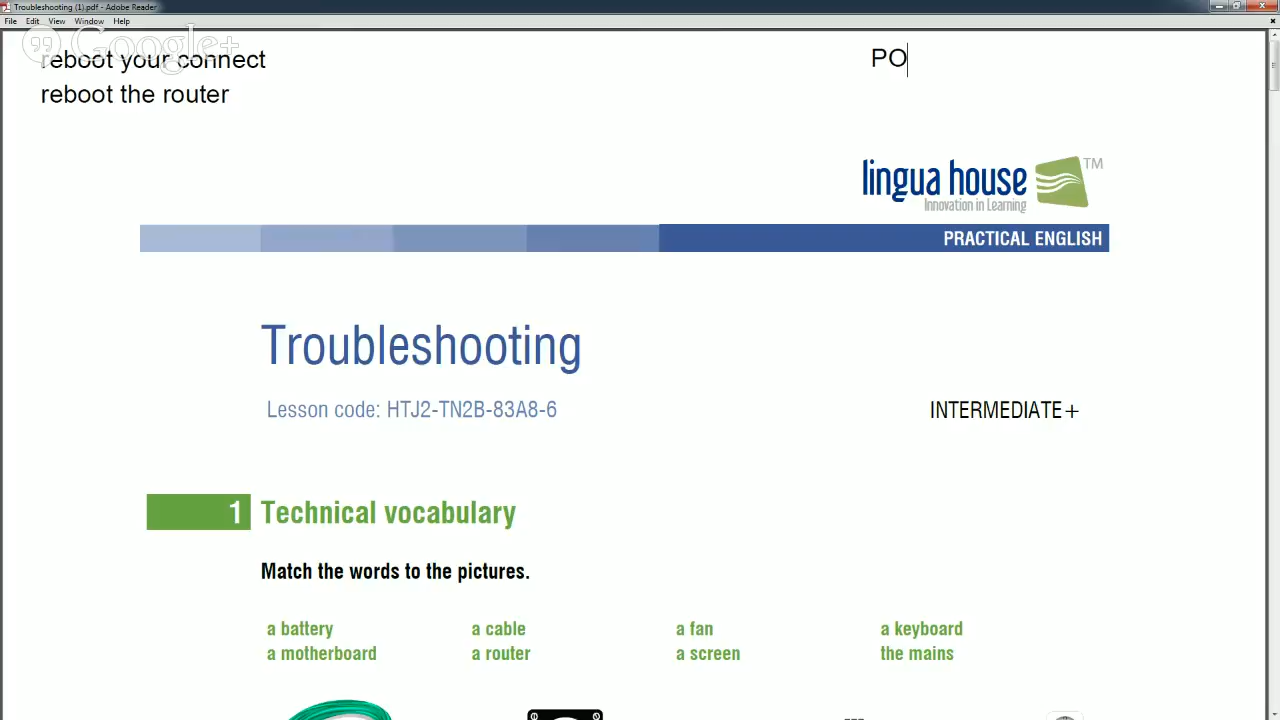 Troubleshooting (1).pdf - Adobe Reader
File Edit View Window Help
Google+
reboot your connect
PO
reboot the router
lingua house TM
Innovation in Learning
PRACTICAL ENGLISH
Troubleshooting
Lesson code: HTJ2-TN2B-83A8-6
INTERMEDIATE+
1 Technical vocabulary
Match the words to the pictures.
a battery a cable a fan a keyboard
a motherboard a router a screen the mains